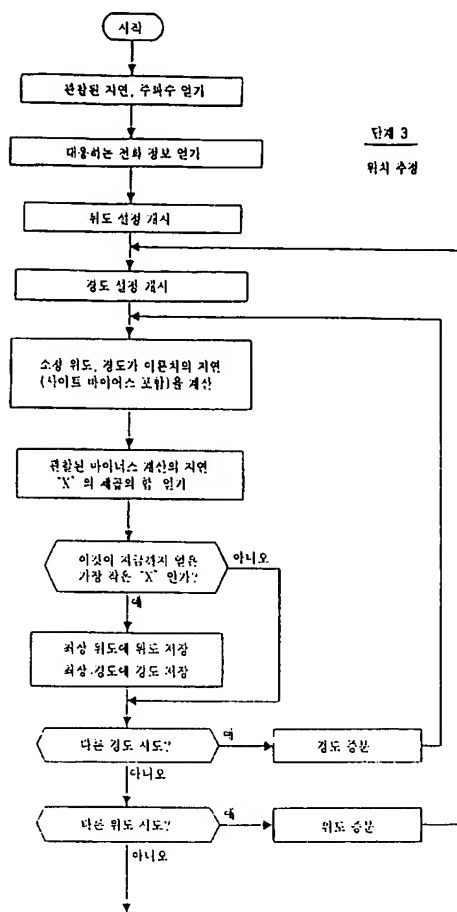 시작
관찰된 지연, 주파수 얻기
단계 3
위치 추정
대응하는 전화 정보 얻기
위도 설정 개시
경도 설정 개시
소정 위도, 경도가 이론치의 지연
(사이트 바이어스 포함)을 계산
관찰된 마이너스 계산의 지연
"X" 의 제곱의 합 얻기
이것이 지금까지 얻은
가장 작은 "X" 인가?
아니오
예
최상 위도에 위도 저장
최상 경도에 경도 저장
다른 경도 시도?
예
경도 증분
아니오
다른 위도 시도?
예
위도 증분
아니오